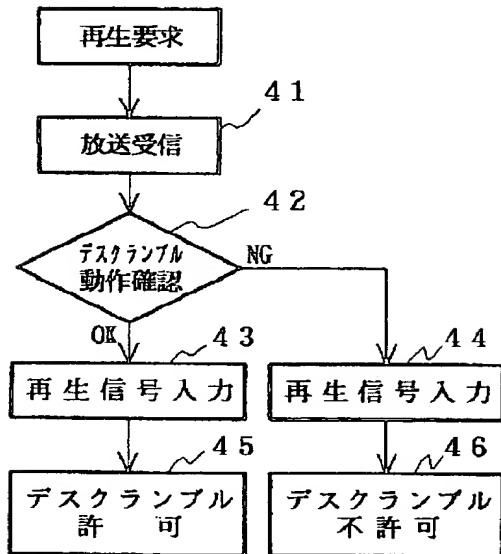 再生要求
41
放送受信
42
デスクランブル
動作確認
NG
OK
43
44
再生信号入力
再生信号入力
45
46
デスクランブル
許可
デスクランブル
不許可